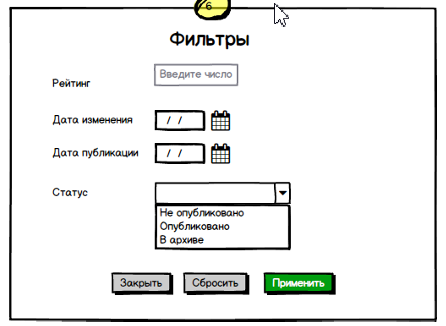 6
Фильтры
Рейтинг
Введите число
Дата изменения
/ /
Дата публикации
/ /
Статус
Не опубликовано
Опубликовано
В архиве
Закрыть
Сбросить
Применить